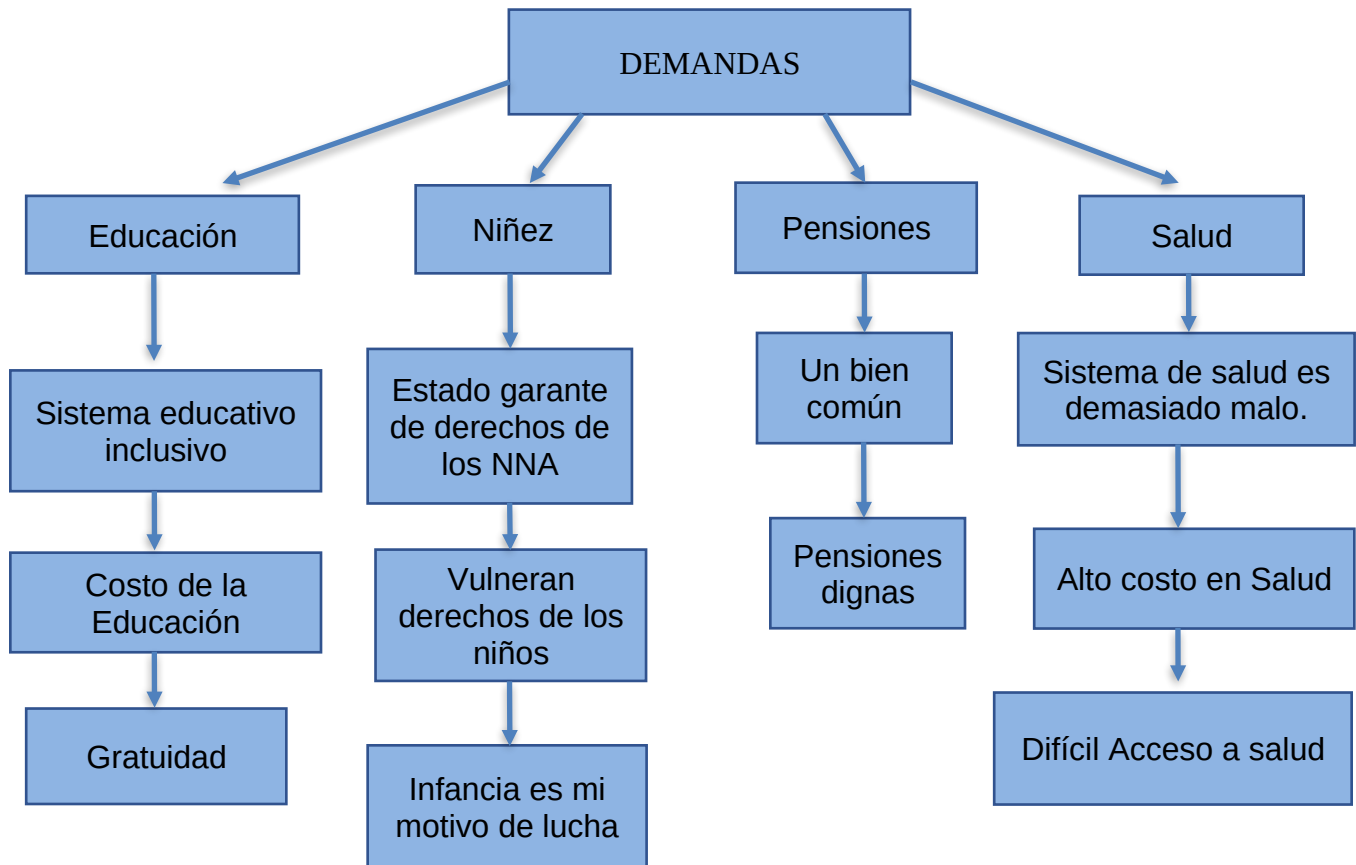 DEMANDAS
Educación
Niñez
Pensiones
Salud
Sistema educativo
inclusivo
Estado garante
de derechos de
los NNA
Un bien
común
Sistema de salud es
demasiado malo.
Costo de la
Educación
Vulneran
derechos de los
niños
Pensiones
dignas
Alto costo en Salud
Gratuidad
Infancia es mi
motivo de lucha
Difícil Acceso a salud